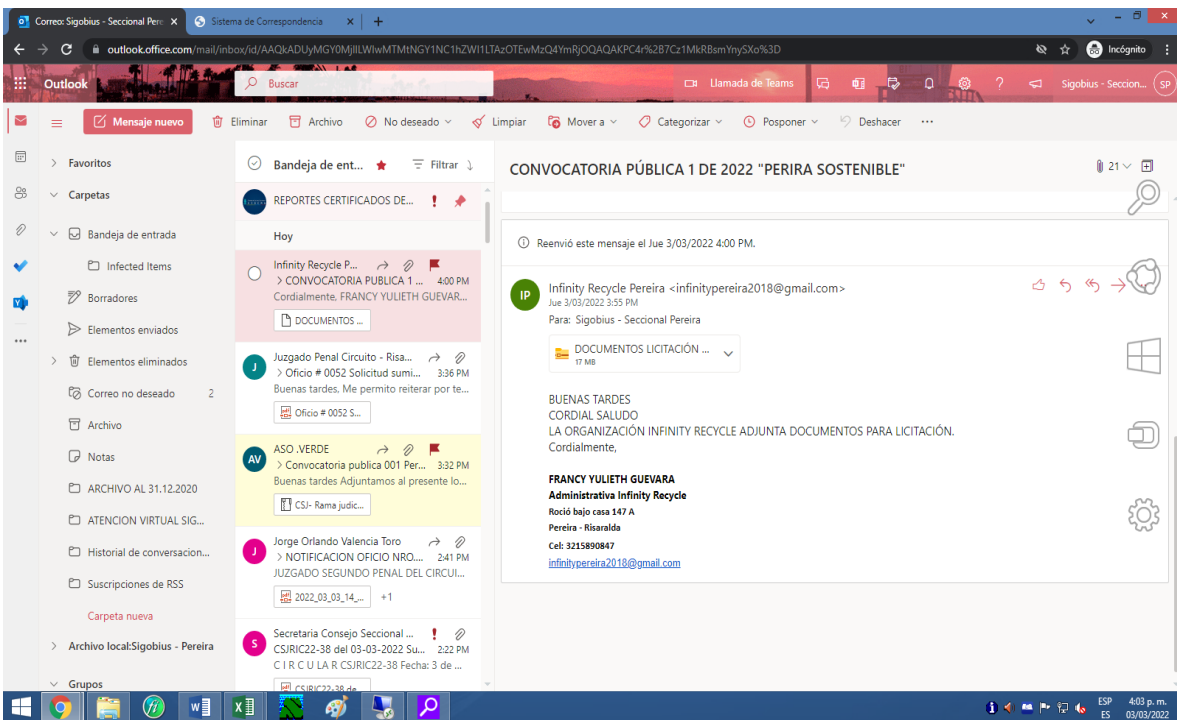 Correo: Sigobius - Seccional Pere
Sistema de Correspondencia
outlook.office.com/mail/inbox/id/AAQkADUyMGY0MjllLWIwMTMtNGY1NC1hZWI1LTAzOTEwMzQ4YmRjOQAQAKPC4r%2B7Cz1MkRBsmYnySXo%3D
Incógnito
Outlook
Buscar
Llamada de Teams
Sigobius - Seccion...
SP
Mensaje nuevo
Eliminar
Archivo
No deseado
Limpiar
Mover a
Categorizar
Posponer
Deshacer
Favoritos
Carpetas
Bandeja de entrada
Infected Items
Borradores
Elementos enviados
Elementos eliminados
Correo no deseado 2
Archivo
Notas
ARCHIVO AL 31.12.2020
ATENCION VIRTUAL SIG...
Historial de conversacion...
Suscripciones de RSS
Carpeta nueva
Archivo local:Sigobius - Pereira
Grupos
Bandeja de ent...
Filtrar
REPORTES CERTIFICADOS DE...
Hoy
Infinity Recycle P...
> CONVOCATORIA PUBLICA 1 ... 4:00 PM
Cordialmente, FRANCY YULIETH GUEVAR...
DOCUMENTOS ...
J
Juzgado Penal Circuito - Risa...
> Oficio # 0052 Solicitud sumi... 3:36 PM
Buenas tardes, Me permito reiterar por te...
Oficio # 0052 S...
AV
ASO .VERDE
> Convocatoria publica 001 Per... 3:32 PM
Buenas tardes Adjuntamos al presente lo...
CSJ- Rama judic...
J
Jorge Orlando Valencia Toro
> NOTIFICACION OFICIO NRO.... 2:41 PM
JUZGADO SEGUNDO PENAL DEL CIRCUI...
2022_03_03_14_... +1
S
Secretaria Consejo Seccional ...
CSJRIC22-38 del 03-03-2022 Su... 2:22 PM
C I R C U LA R CSJRIC22-38 Fecha: 3 de ...
CSJRIC22-38 de
CONVOCATORIA PÚBLICA 1 DE 2022 "PERIRA SOSTENIBLE"
21
Reenvió este mensaje el Jue 3/03/2022 4:00 PM.
IP
Infinity Recycle Pereira <infinitypereira2018@gmail.com>
Jue 3/03/2022 3:55 PM
Para: Sigobius - Seccional Pereira
DOCUMENTOS LICITACIÓN ...
17 MB
BUENAS TARDES
CORDIAL SALUDO
LA ORGANIZACIÓN INFINITY RECYCLE ADJUNTA DOCUMENTOS PARA LICITACIÓN.
Cordialmente,
FRANCY YULIETH GUEVARA
Administrativa Infinity Recycle
Roció bajo casa 147 A
Pereira - Risaralda
Cel: 3215890847
infinitypereira2018@gmail.com
ESP
ES
4:03 p. m.
03/03/2022